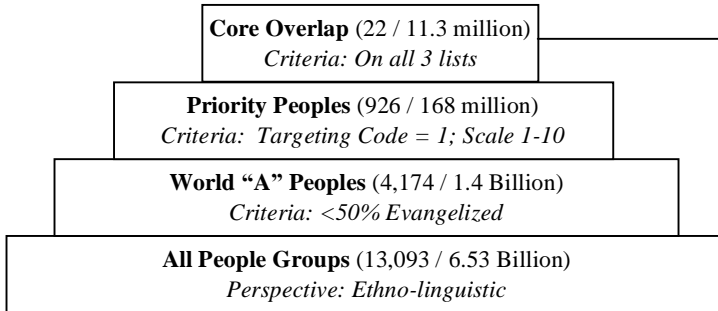 Core Overlap (22 / 11.3 million)
Criteria: On all 3 lists
Priority Peoples (926 / 168 million)
Criteria:  Targeting Code = 1; Scale 1-10
World “A” Peoples (4,174 / 1.4 Billion)
Criteria: <50% Evangelized
All People Groups (13,093 / 6.53 Billion)
Perspective: Ethno-linguistic